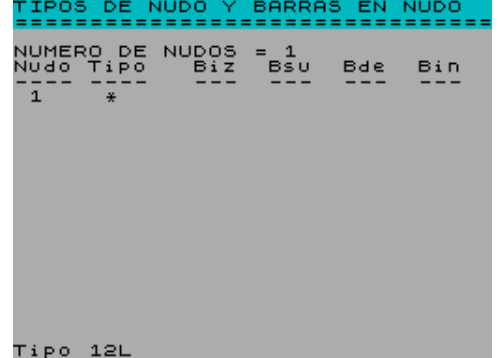 TIPOS DE NUDO Y BARRAS EN NUDO
==============================
NUMERO DE NUDOS = 1
Nudo Tipo Biz Bsu Bde Bin
---- ---- --- --- --- ---
1 *
Tipo 12L